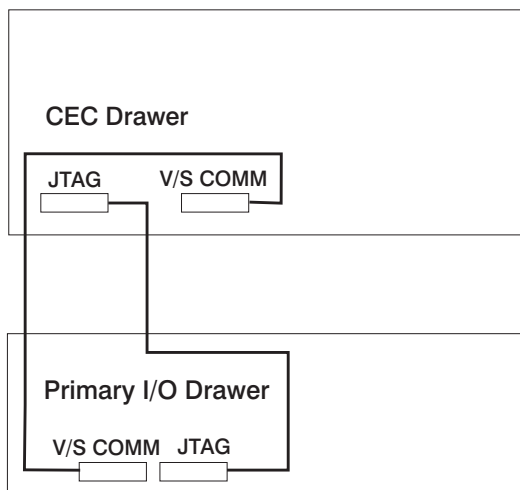 CEC Drawer
JTAG V/S COMM
Primary I/O Drawer
V/S COMM JTAG